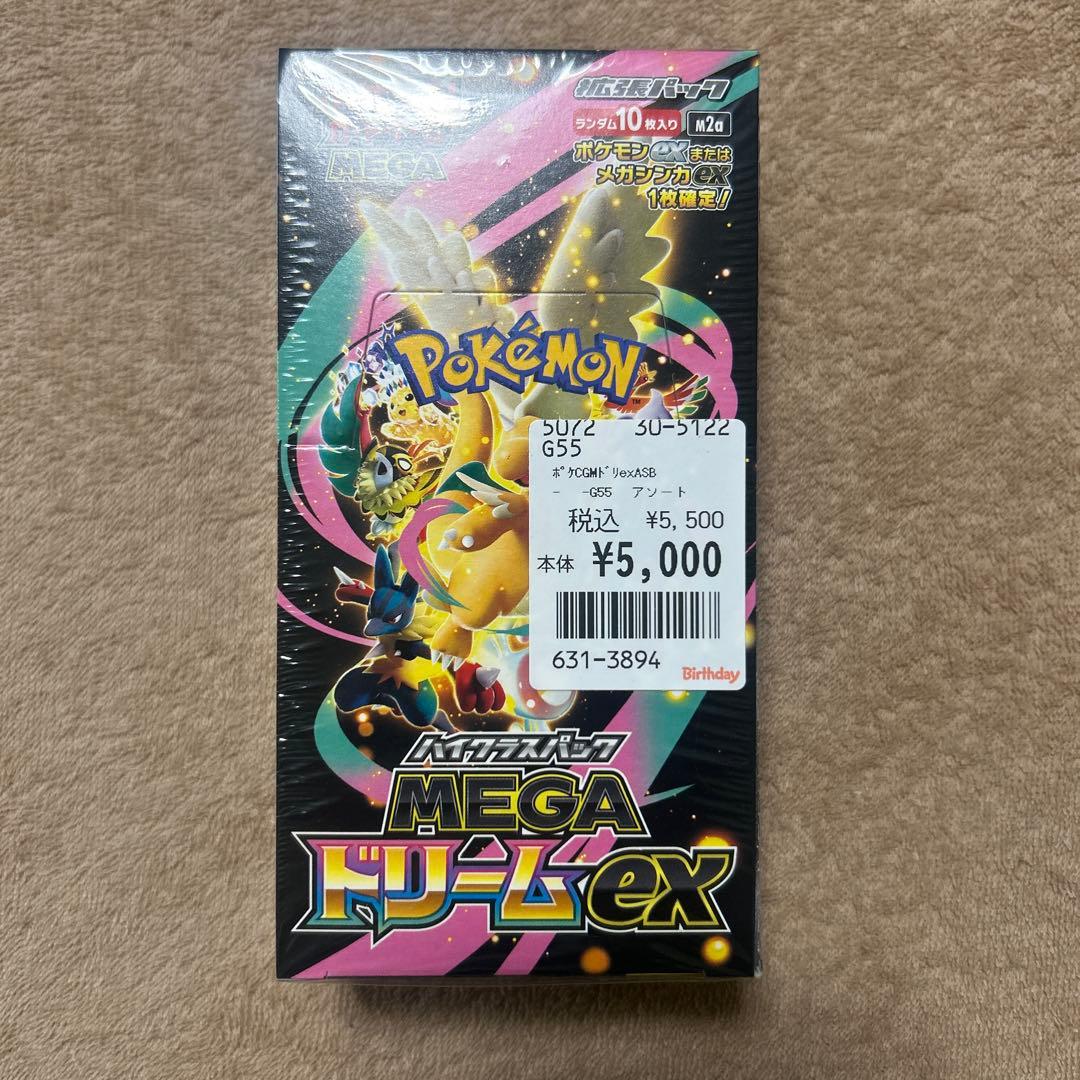 拡張パック
ランダム10枚入り M2a
ポケモンexまたは
メガシンカex
1枚確定!
MEGA
POKéMON
TM
5072 30-5122
G55
ポケCGMドリexASB
- -G55 アソート
税込 ¥5,500
本体 ¥5,000
631-3894
Birthday
ハイクラスパック
MEGA
ドリームex